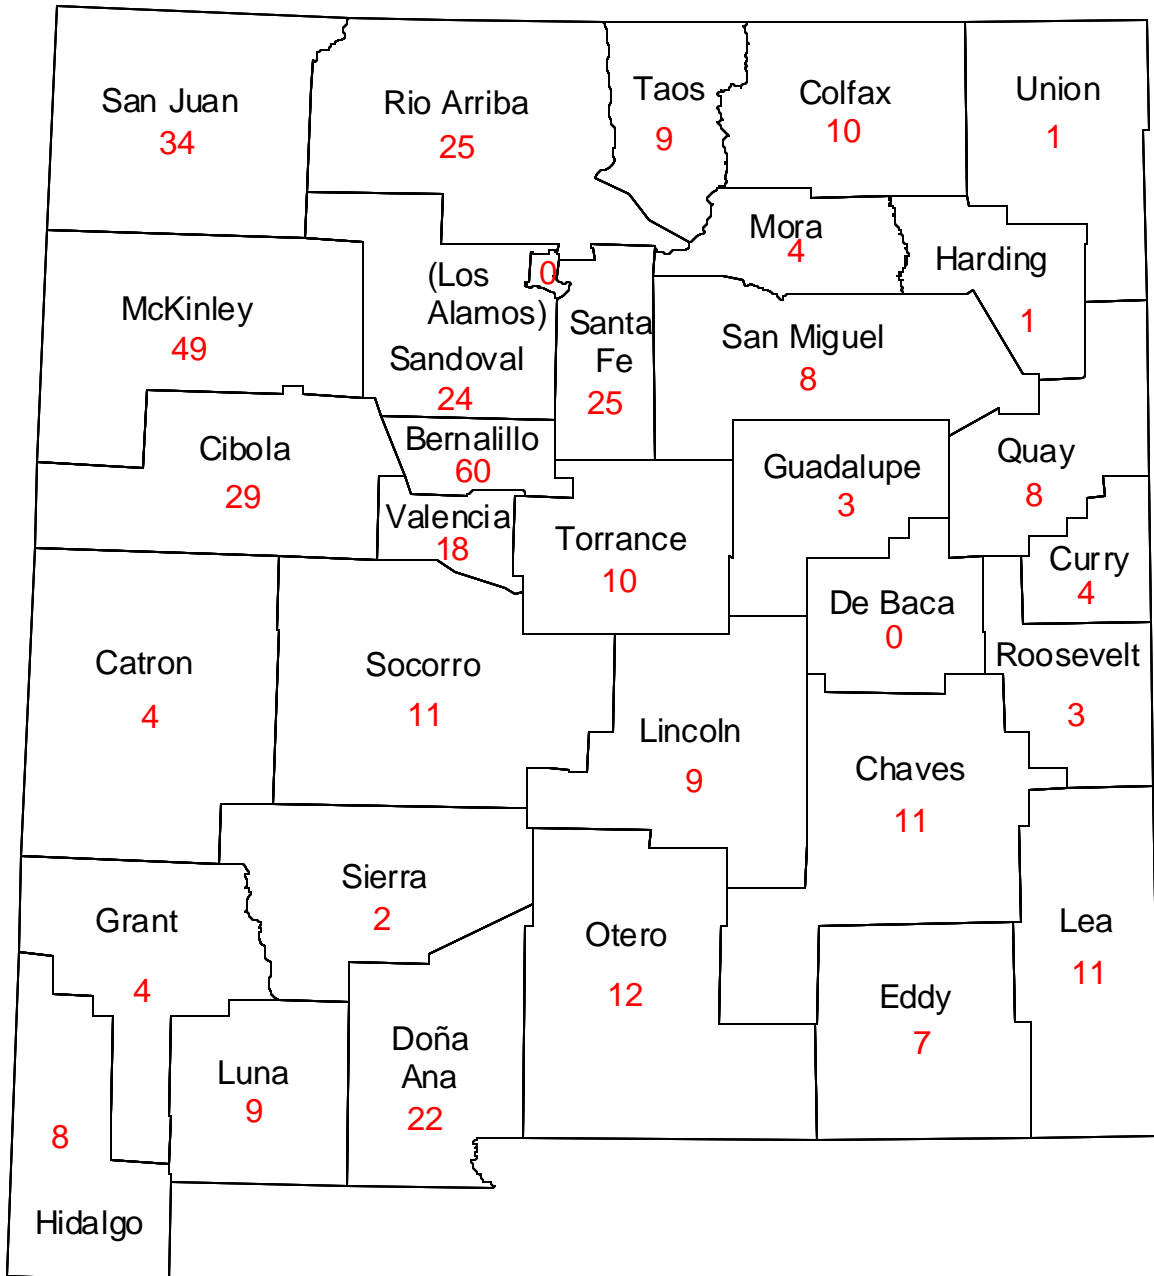 San Juan
34
Rio Arriba
25
Taos
9
Colfax
10
Union
1
Mora
4
Harding
1
McKinley
49
(Los
Alamos)
0
Sandoval
24
Santa
Fe
25
San Miguel
8
Cibola
29
Bernalillo
60
Valencia
18
Torrance
10
Guadalupe
3
Quay
8
Curry
4
De Baca
0
Roosevelt
3
Catron
4
Socorro
11
Lincoln
9
Chaves
11
Sierra
2
Grant
4
Otero
12
Lea
11
Eddy
7
Luna
9
Doña
Ana
22
8
Hidalgo